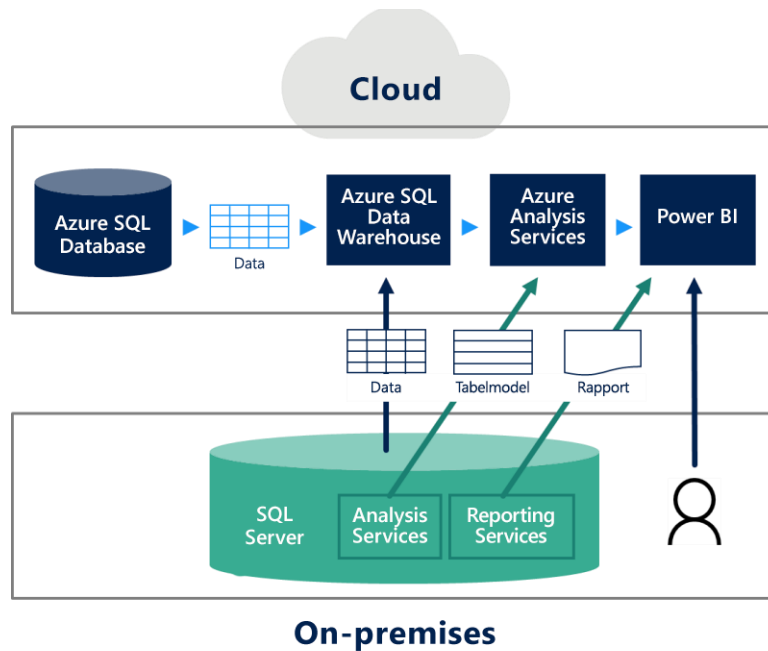 Cloud
Azure SQL
Database
Data
Azure SQL
Data
Warehouse
Azure
Analysis
Services
Power BI
Data
Tabelmodel
Rapport
SQL
Server
Analysis
Services
Reporting
Services
On-premises